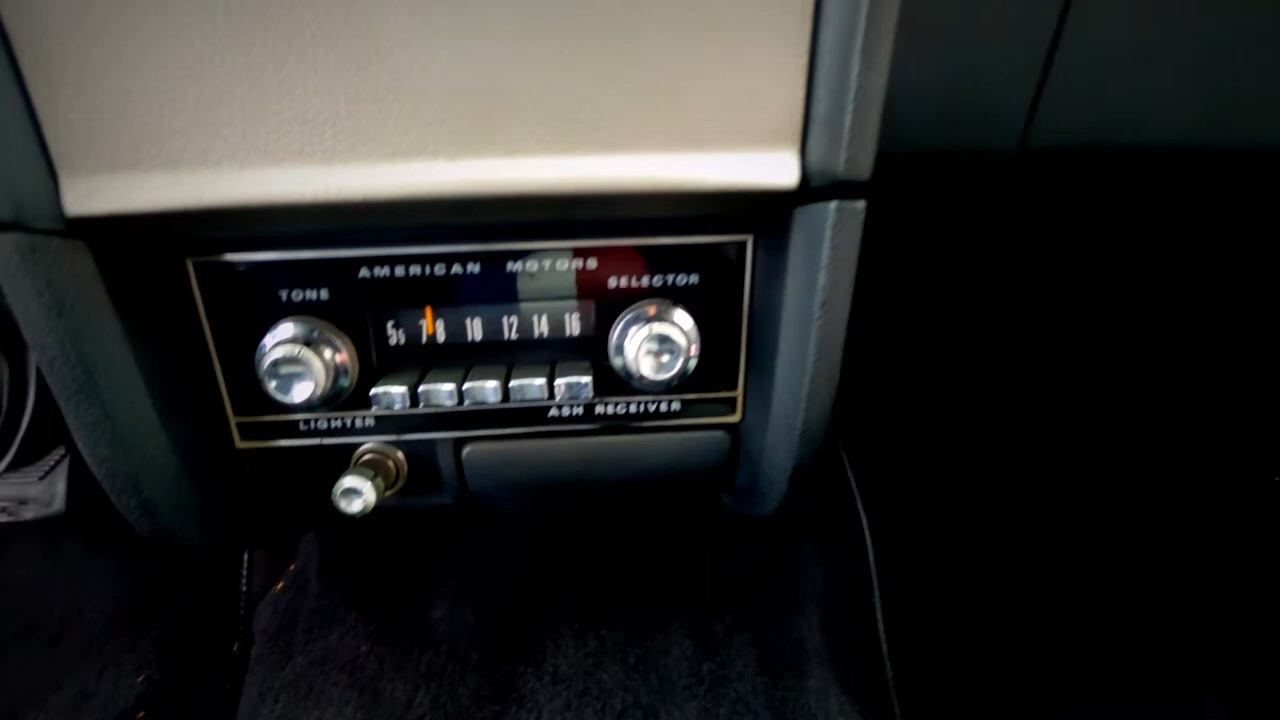 AMERICAN MOTORS
TONE
SELECTOR
55 7 8 10 12 14 16
LIGHTER
ASH RECEIVER